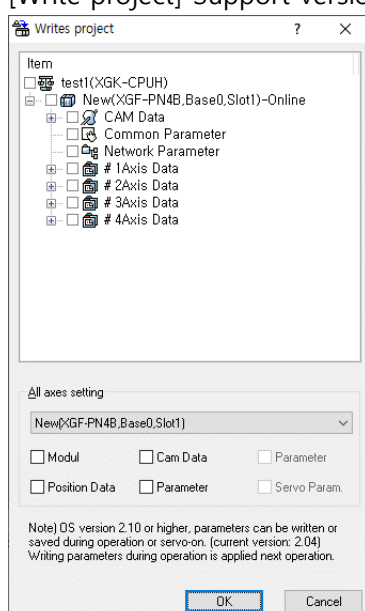 [Write project] Support versio
Writes project
?
Item
test1(XGK-CPUH)
New(XGF-PN4B,Base0,Slot1)-Online
CAM Data
Common Parameter
Network Parameter
# 1Axis Data
# 2Axis Data
# 3Axis Data
# 4Axis Data
All axes setting
New(XGF-PN4B,Base0,Slot1)
Modul Cam Data Parameter
Position Data Parameter Servo Param.
Note) OS version 2.10 or higher, parameters can be written or
saved during operation or servo-on. (current version: 2.04)
Writing parameters during operation is applied next operation.
OK Cancel